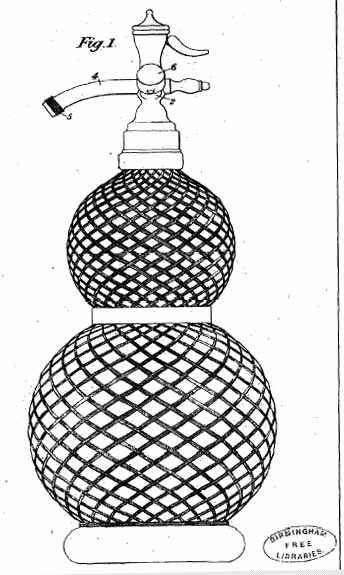 Fig. 1.
6
4
2
5
BIRMINGHAM
FREE
LIBRARIES.